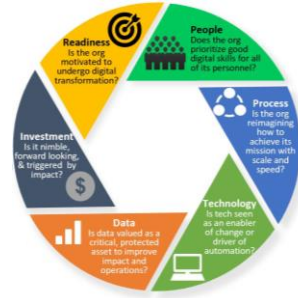 Readiness
Is the org
motivated to
undergo digital
transformation?
People
Does the org
prioritize good
digital skills for all
of its personnel?
Process
Is the org
reimagining
how to
achieve its
mission with
scale and
speed?
Technology
Is tech seen
as an enabler
of change or
driver of
automation?
Data
Is data valued as a
critical, protected
asset to improve
impact and
operations?
Investment
Is it nimble,
forward looking,
& triggered by
impact?
$